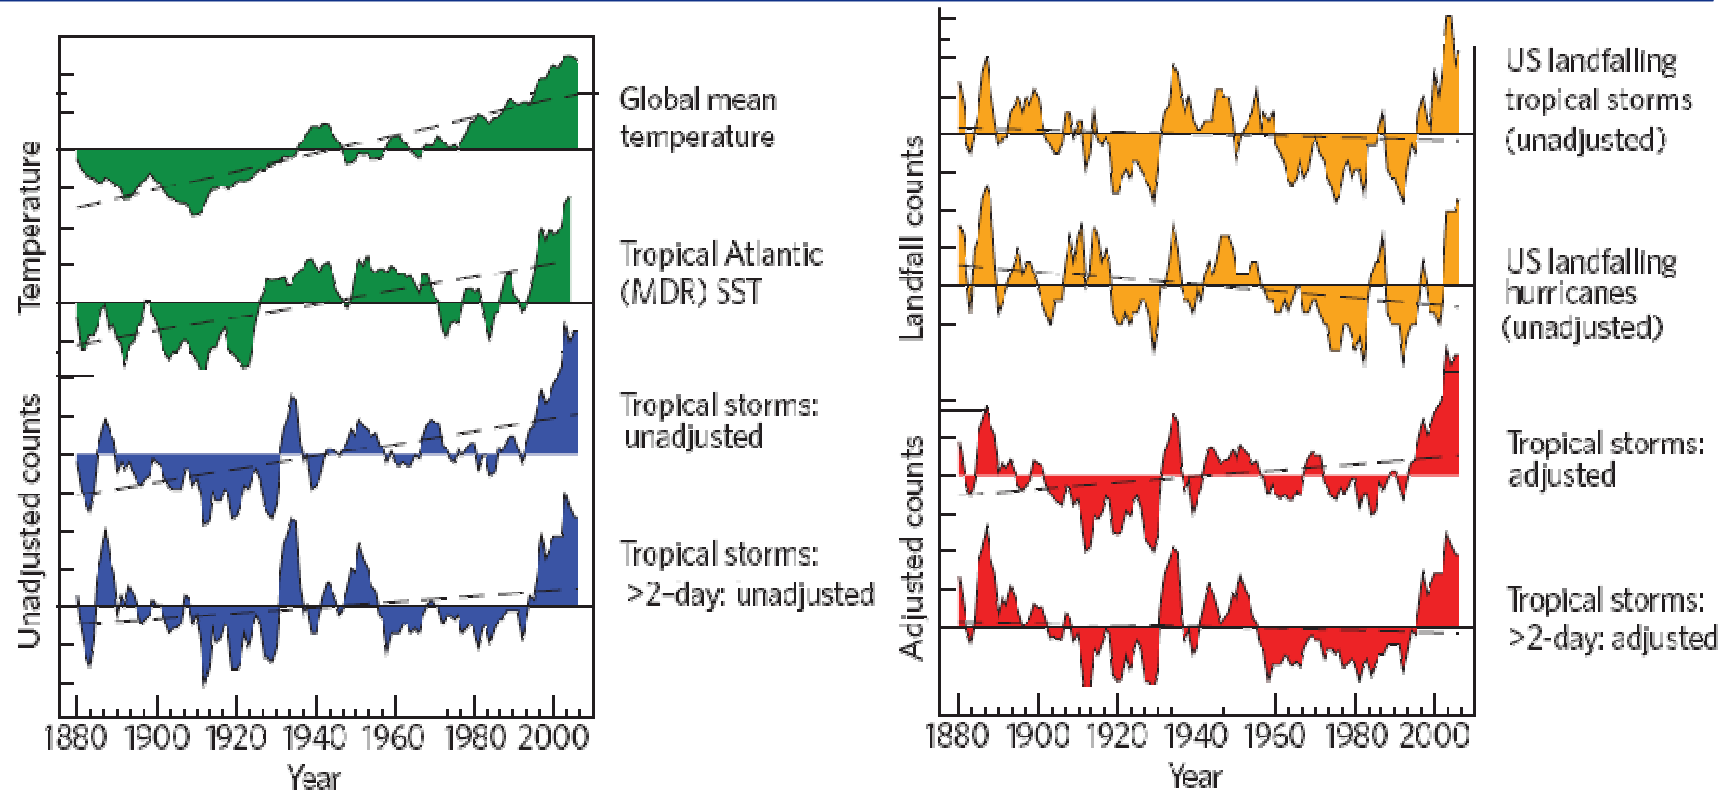 Temperature
Unadjusted counts
Global mean
temperature
Tropical Atlantic
(MDR) SST
Tropical storms:
unadjusted
Tropical storms:
>2-day: unadjusted
1880 1900 1920 1940 1960 1980 2000
Year
Landfall counts
Adjusted counts
US landfalling
tropical storms
(unadjusted)
US landfalling
hurricanes
(unadjusted)
Tropical storms:
adjusted
Tropical storms:
>2-day: adjusted
1880 1900 1920 1940 1960 1980 2000
Year